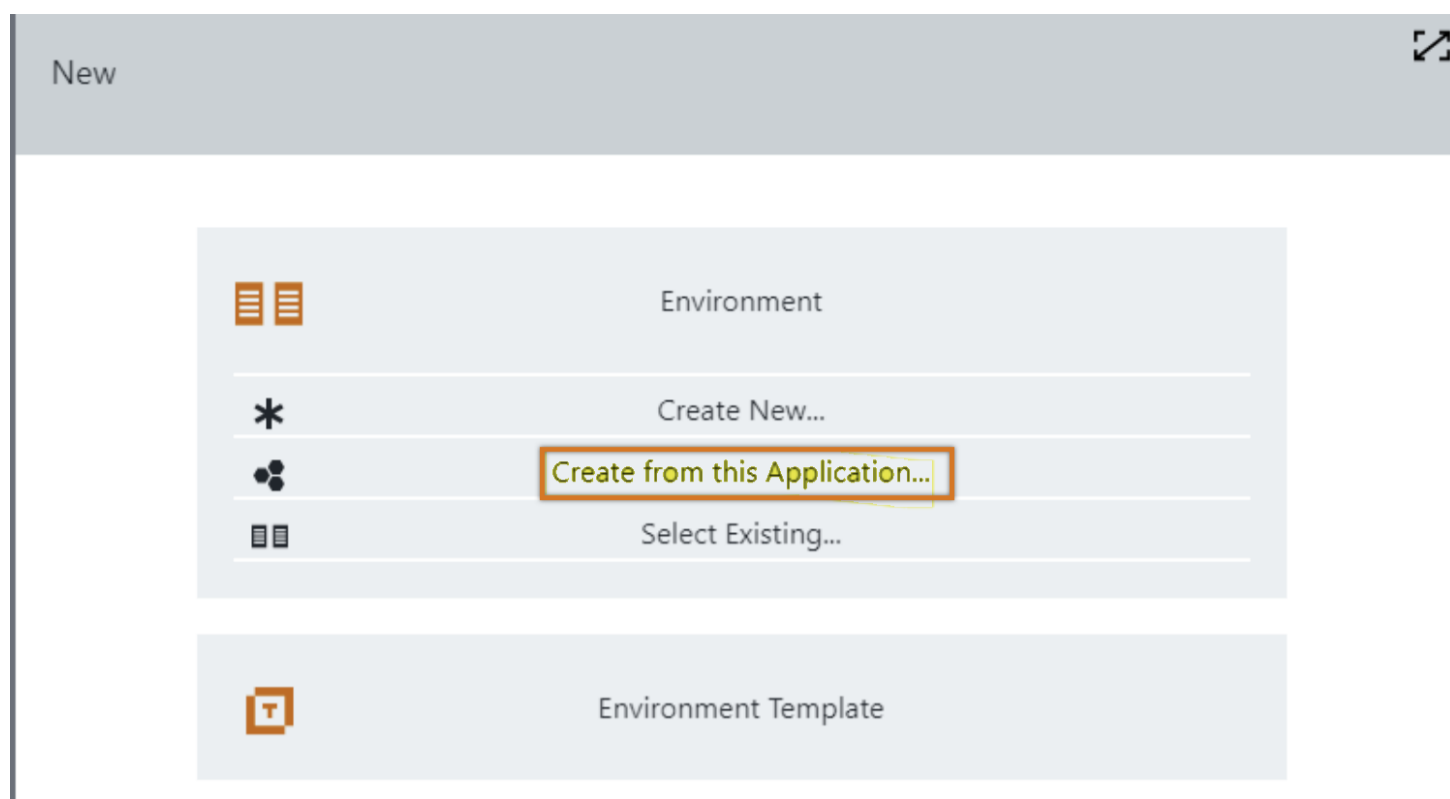 New
Environment
Create New...
Create from this Application...
Select Existing...
T
Environment Template